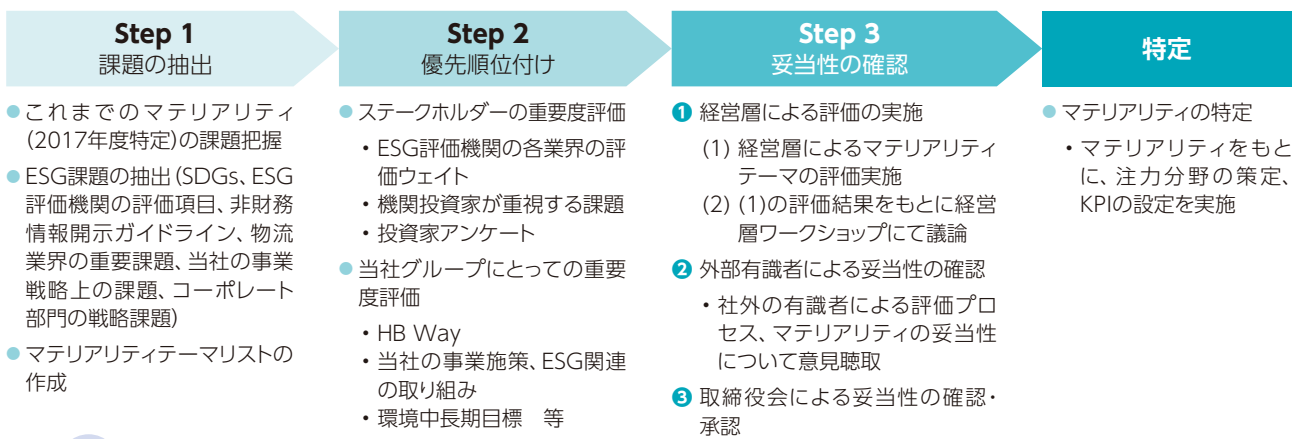 Step 1
課題の抽出
●これまでのマテリアリティ
(2017年度特定)の課題把握
●ESG課題の抽出(SDGs、ESG
評価機関の評価項目、非財務
情報開示ガイドライン、物流
業界の重要課題、当社の事業
戦略上の課題、コーポレート
部門の戦略課題)
●マテリアリティテーマリストの
作成
Step 2
優先順位付け
●ステークホルダーの重要度評価
・ESG評価機関の各業界の評
価ウェイト
・機関投資家が重視する課題
・投資家アンケート
●当社グループにとっての重要
度評価
・HB Way
・当社の事業施策、ESG関連
の取り組み
・環境中長期目標　等
Step 3
妥当性の確認
❶ 経営層による評価の実施
(1) 経営層によるマテリアリティ
テーマの評価実施
(2) (1)の評価結果をもとに経営
層ワークショップにて議論
❷ 外部有識者による妥当性の確認
・社外の有識者による評価プロ
セス、マテリアリティの妥当性
について意見聴取
❸ 取締役会による妥当性の確認・
承認
特定
●マテリアリティの特定
・マテリアリティをもと
に、注力分野の策定、
KPIの設定を実施